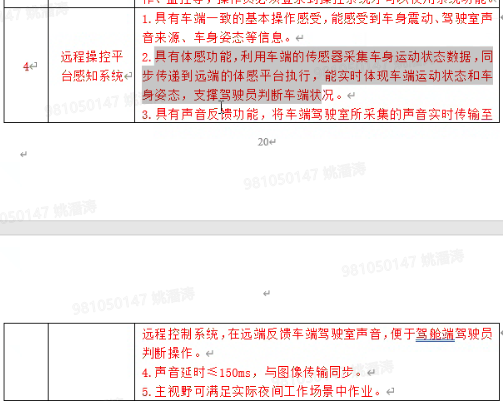 1.具有车端一致的基本操作感受，能感受到车身震动、驾驶室声
音来源、车身姿态等信息。
2.具有体感功能，利用车端的传感器采集车身运动状态数据，同
步传递到远端的体感平台执行，能实时体现车端运动状态和车
身姿态，支撑驾驶员判断车端状况。
3.具有声音反馈功能，将车端驾驶室所采集的声音实时传输至
4
远程操控平
台感知系统
20
981050147 姚潘涛
远程控制系统，在远端反馈车端驾驶室声音，便于驾舱端驾驶员
判断操作。
4.声音延时≤150ms，与图像传输同步。
5.主视野可满足实际夜间工作场景中作业。
981050147 姚潘涛
981050147 姚潘涛